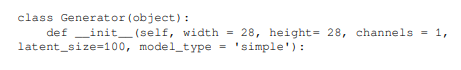 class Generator(object):
    def __init__(self, width = 28, height= 28, channels = 1,
latent_size=100, model_type = 'simple'):